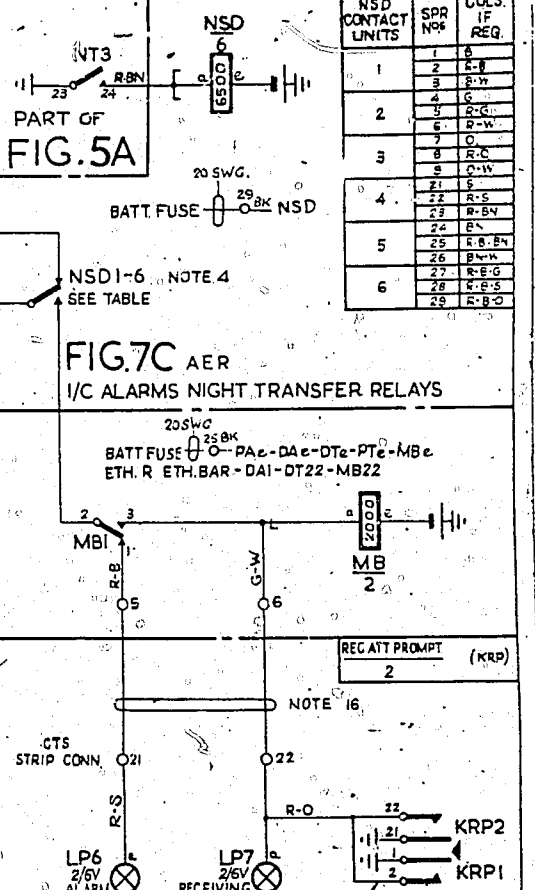 NSD
6
NT3
R-BN
23
24
a
6500
e
PART OF
FIG.5A
20 SWG.
BATT. FUSE
29
BK
NSD
NSD
CONTACT
UNITS
SPR
Nos
COLS.
IF
REQ.
1
1
B
2
R-B
3
B-W
2
4
G
5
R-G
6
R-W
3
7
O
8
R-O
9
O-W
4
21
S
22
R-S
23
R-BN
5
24
BN
25
R-B-BN
26
BN-W
6
27
R-B-G
28
R-B-S
29
R-B-O
NSD1-6 NOTE.4
SEE TABLE
FIG.7C AER
I/C ALARMS NIGHT TRANSFER RELAYS
20SWG
BATT FUSE 25 BK PAe-DAe-DTe-PTe-MBe
ETH. R ETH.BAR.-DA1-DT22-MB22
2
3
MB1
1
L
a
2000
e
MB
2
R-B
G-W
5
6
REC ATT PROMPT
2
(KRP)
NOTE 16
CTS
STRIP CONN.
21
22
R-S
R-O
22
KRP2
21
1
KRP1
2
LP6
2/6V
ALARM
P
LP7
2/6V
RECEIVING
P